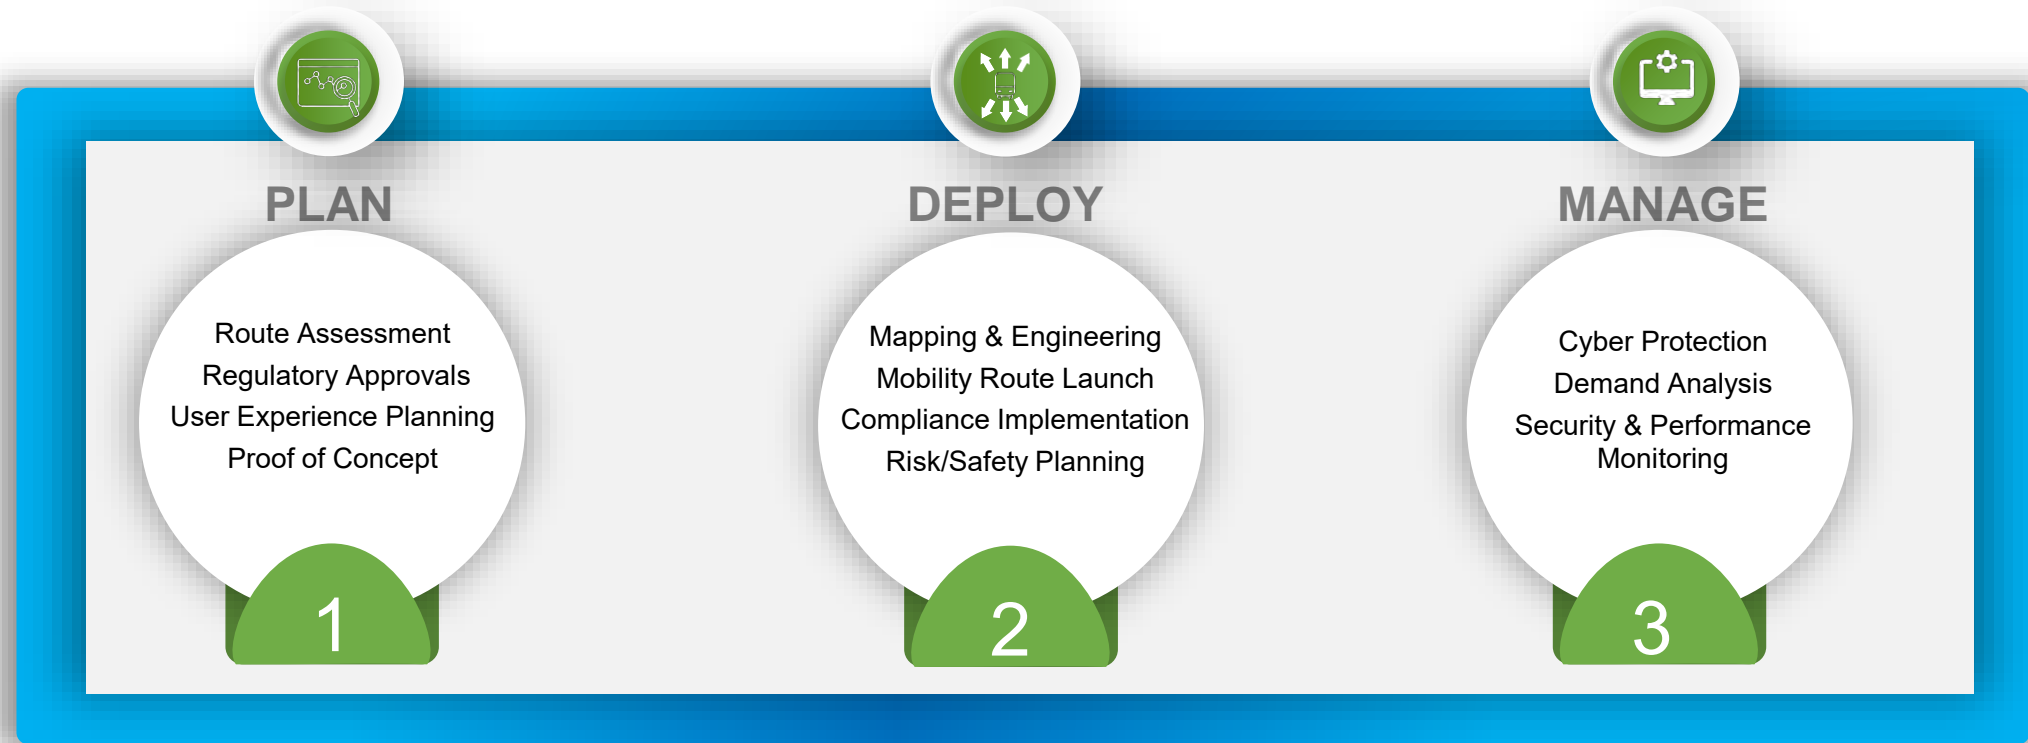 PLAN
Route Assessment
Regulatory Approvals
User Experience Planning
Proof of Concept
1
DEPLOY
Mapping & Engineering
Mobility Route Launch
Compliance Implementation
Risk/Safety Planning
2
MANAGE
Cyber Protection
Demand Analysis
Security & Performance
Monitoring
3